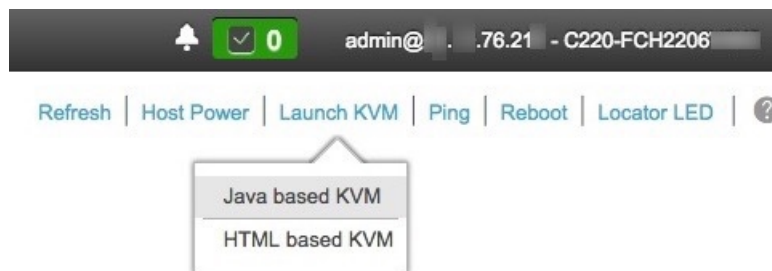 0 admin@ . .76.21 - C220-FCH2206
Refresh | Host Power | Launch KVM | Ping | Reboot | Locator LED | ?
Java based KVM
HTML based KVM